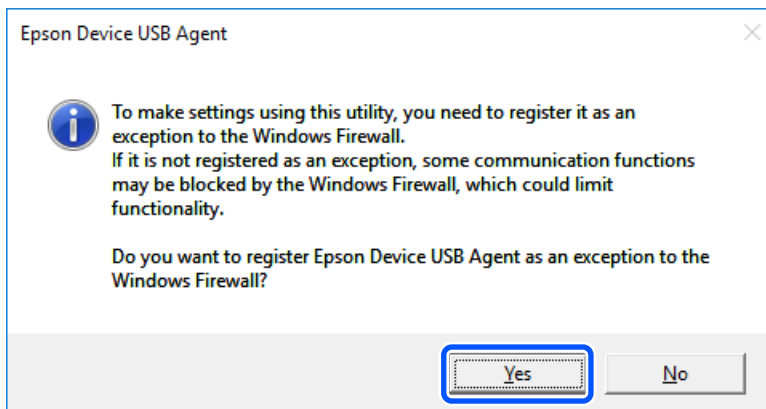 Epson Device USB Agent
To make settings using this utility, you need to register it as an
exception to the Windows Firewall.
If it is not registered as an exception, some communication functions
may be blocked by the Windows Firewall, which could limit
functionality.
Do you want to register Epson Device USB Agent as an exception to the
Windows Firewall?
Yes
No